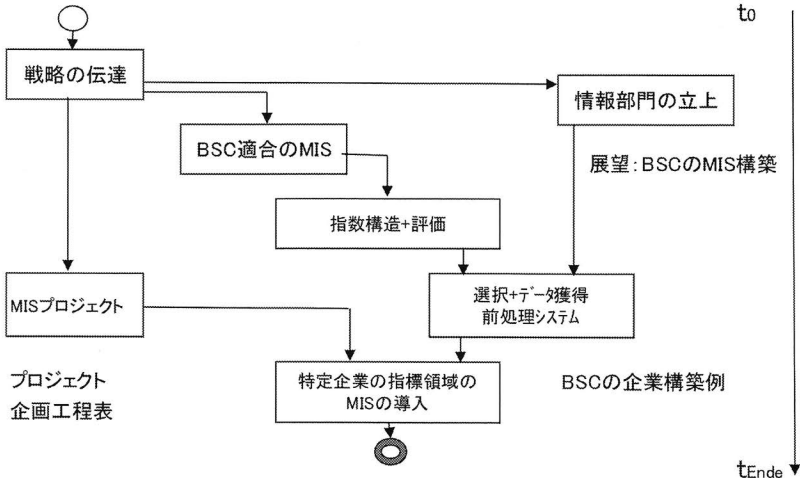 t0
戦略の伝達
情報部門の立上
BSC適合のMIS
展望:BSCのMIS構築
指数構造+評価
選択+データ獲得
前処理システム
MISプロジェクト
特定企業の指標領域の
MISの導入
プロジェクト
企画工程表
BSCの企業構築例
tEnde